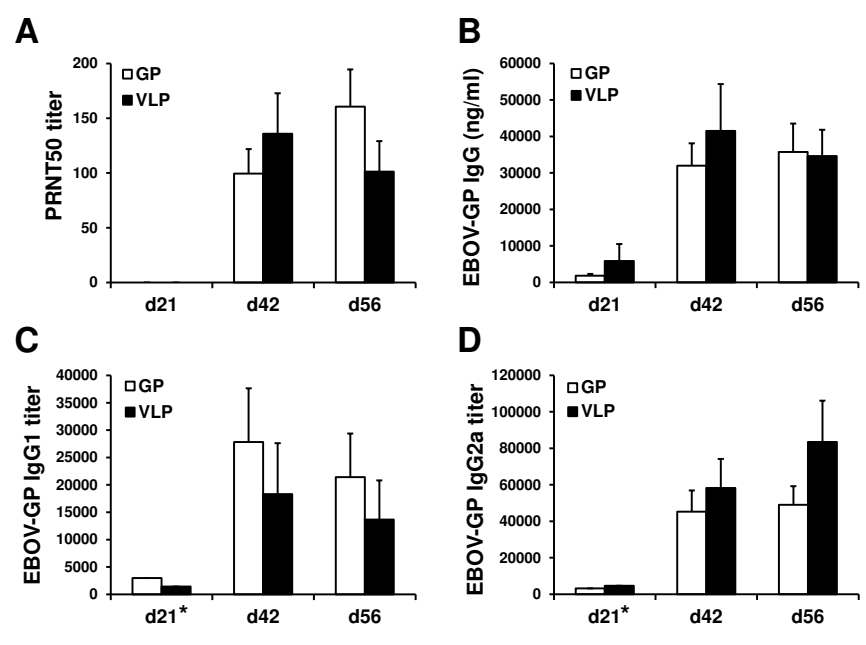 A
PRNT50 titer
200
150
100
50
0
GP
VLP
d21
d42
d56
B
EBOV-GP IgG (ng/ml)
60000
50000
40000
30000
20000
10000
0
GP
VLP
d21
d42
d56
C
EBOV-GP IgG1 titer
40000
35000
30000
25000
20000
15000
10000
5000
0
GP
VLP
d21*
d42
d56
D
EBOV-GP IgG2a titer
120000
100000
80000
60000
40000
20000
0
GP
VLP
d21*
d42
d56